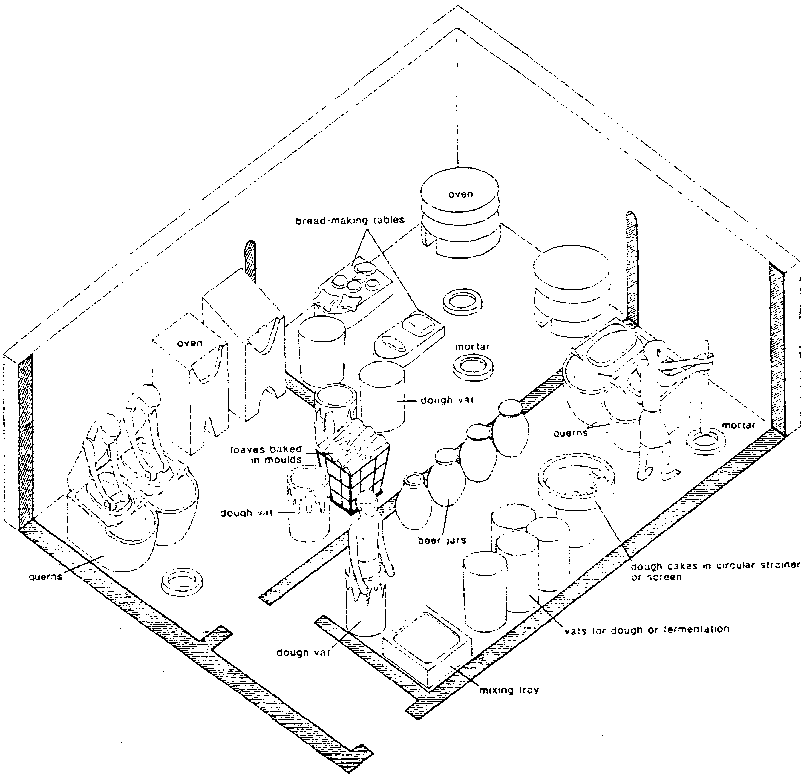 oven
bread-making tables
oven
mortar
dough vat
querns
mortar
loaves baked
in moulds
dough vat
beer jars
querns
dough cakes in circular strainer
or screen
vats for dough or fermentation
dough vat
mixing tray